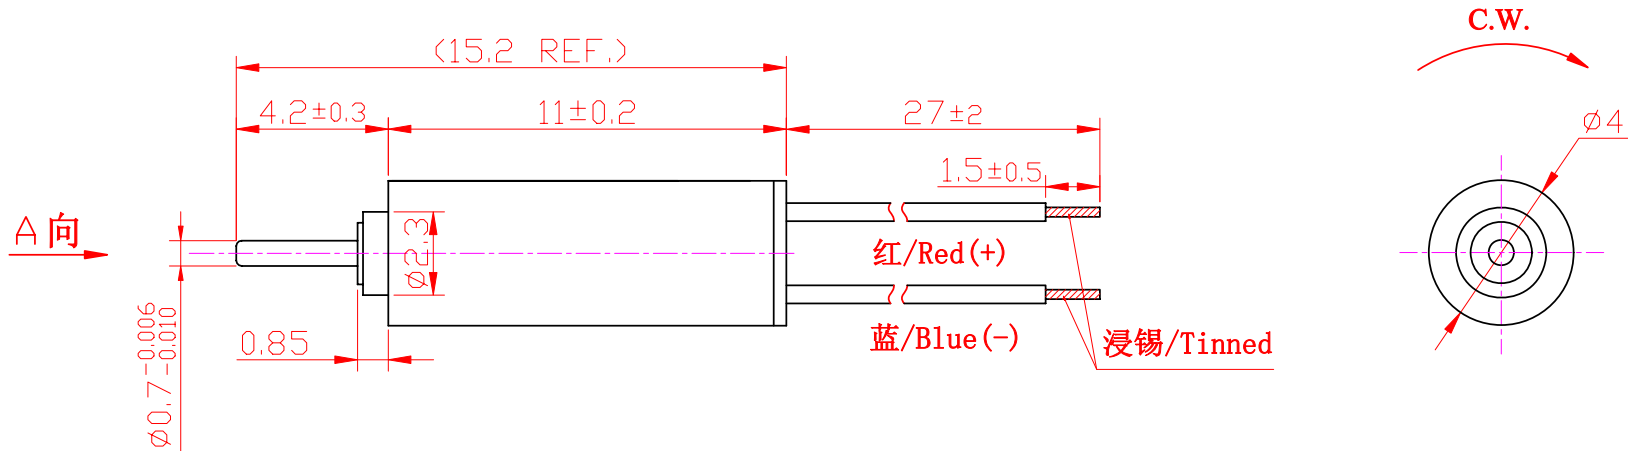 C.W.
(15.2 REF.)
4.2±0.3
11±0.2
27±2
Ø4
1.5±0.5
A向
Ø2.3
红/Red(+)
Ø0.7-0.006
-0.010
0.85
蓝/Blue(-)
浸锡/Tinned